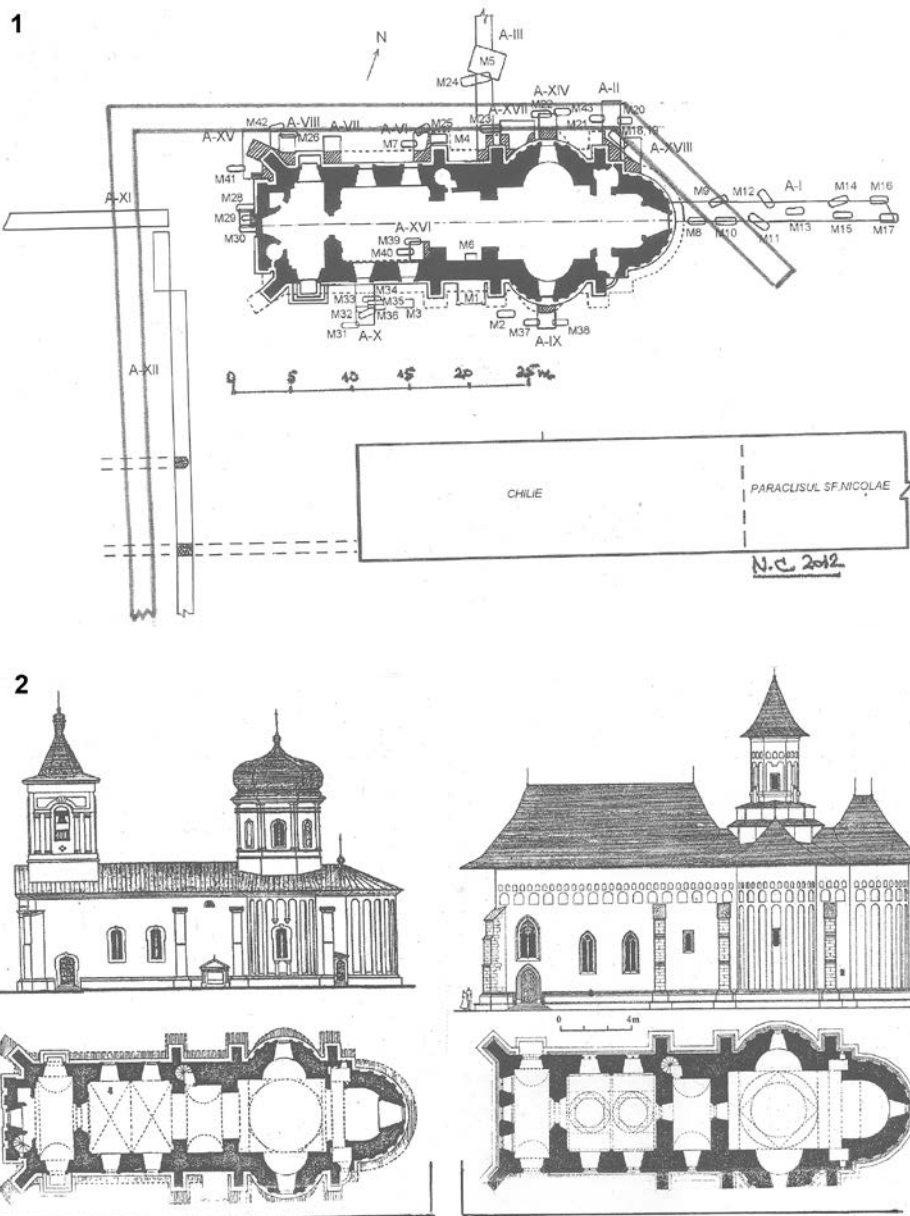 1
N
A-III
M5
M24
A-XIV
M22
A-II
M43
M20
M42
A-VIII
A-VII
M25
A-VI
M23
A-XVII
M21
M18,19
A-XV
M26
M7
M4
A-XVIII
M41
M9
M12
A-I
M14
M16
A-XI
M28
M29
M30
A-XVI
M39
M40
M6
M8
M10
M11
M13
M15
M17
M34
M33
M35
M1
M32
M36
M3
M2
M31
A-X
M37
M38
A-IX
0 5 10 15 20 25 m.
A-XII
CHILIE
PARACLISUL SF.NICOLAE
N.C. 2012
2
0 4m
4